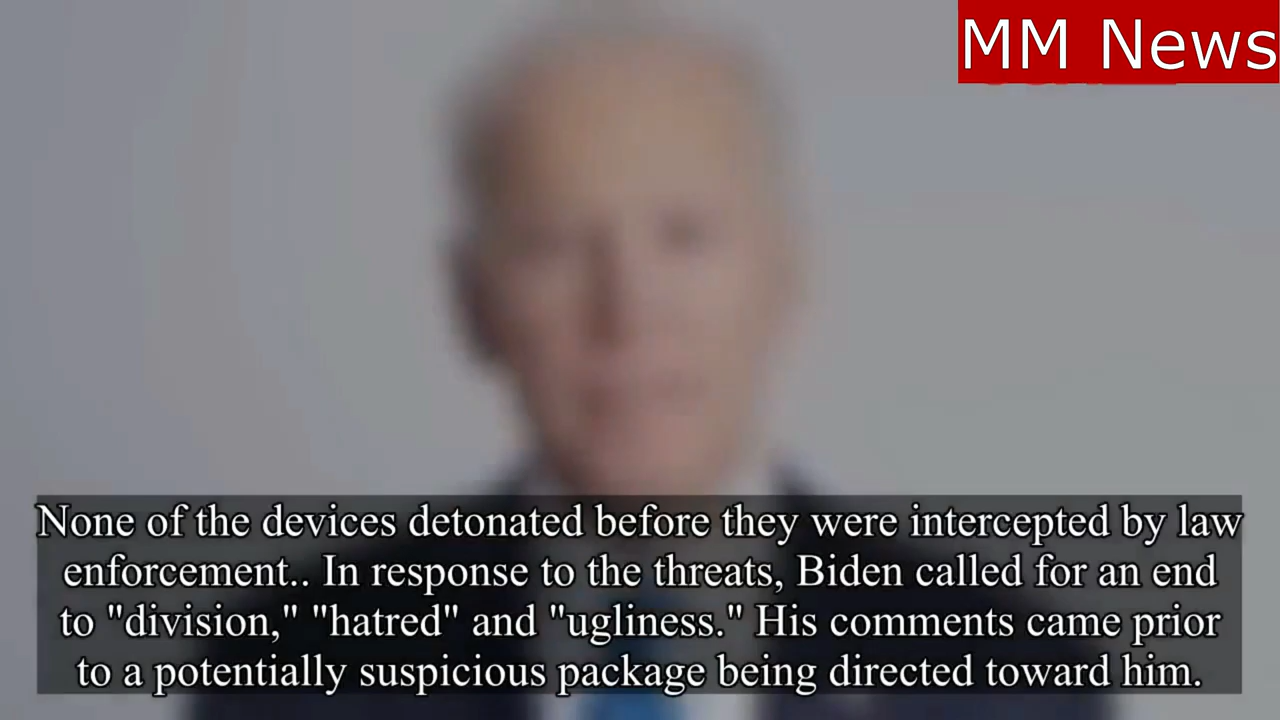 MM News
None of the devices detonated before they were intercepted by law
enforcement.. In response to the threats, Biden called for an end
to "division," "hatred" and "ugliness." His comments came prior
to a potentially suspicious package being directed toward him.